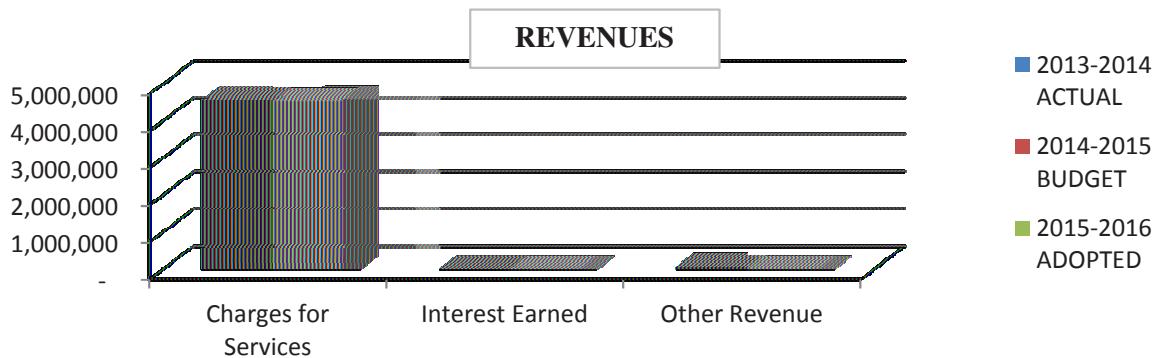 REVENUES
5,000,000
4,000,000
3,000,000
2,000,000
1,000,000
-
Charges for
Services
Interest Earned
Other Revenue
2013-2014
ACTUAL
2014-2015
BUDGET
2015-2016
ADOPTED